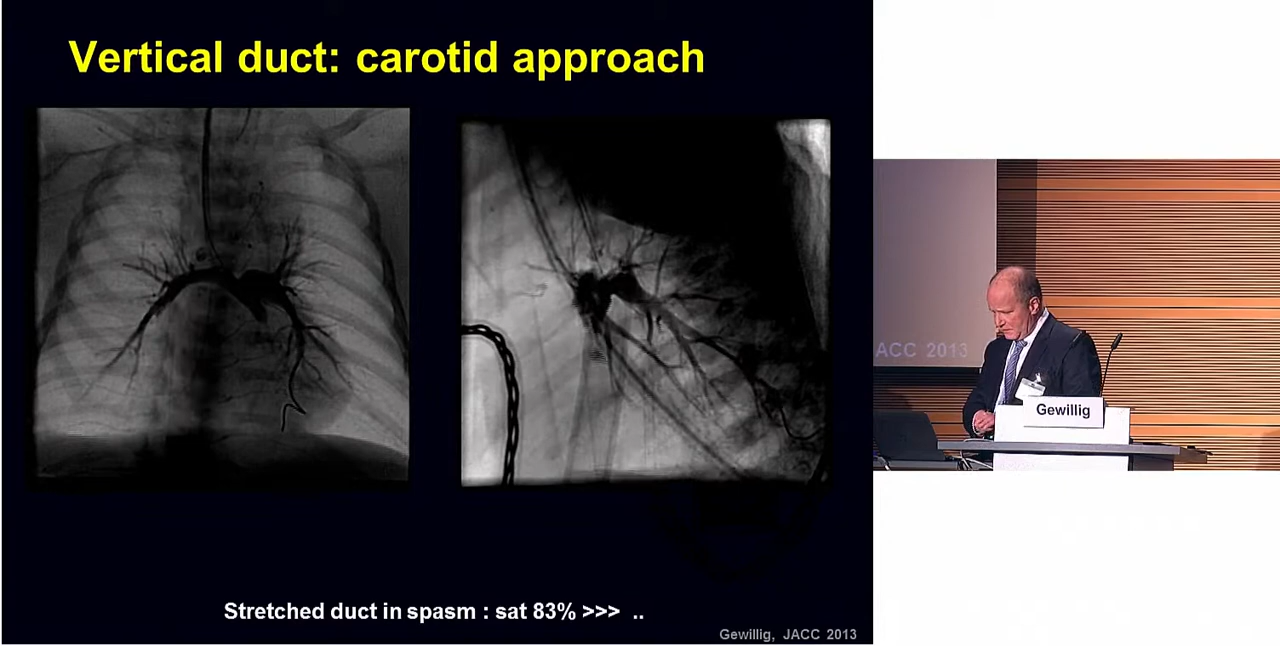 Vertical duct: carotid approach
Stretched duct in spasm : sat 83% >>> ..
Gewillig, JACC 2013
ACC 2013
Gewillig